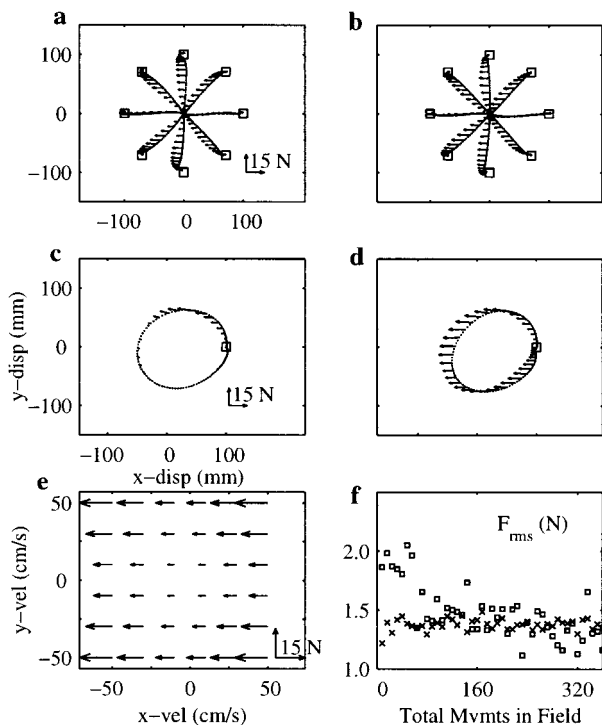 a
b
100
0
−100
15 N
−100
0
100
c
d
y−disp (mm)
100
0
−100
15 N
−100
0
100
x−disp (mm)
e
f
y−vel (cm/s)
50
0
−50
15 N
−50
0
50
x−vel (cm/s)
F_rms (N)
2.0
1.5
1.0
0
160
320
Total Mvmts in Field